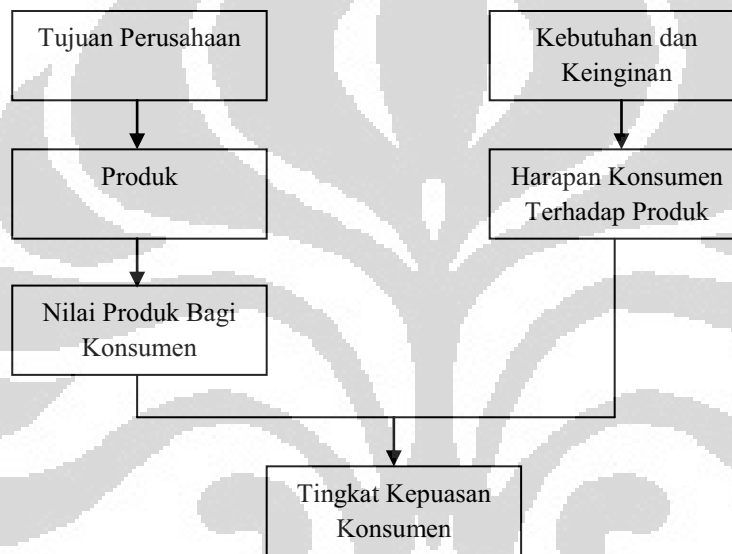 Tujuan Perusahaan
Kebutuhan dan
Keinginan
Produk
Harapan Konsumen
Terhadap Produk
Nilai Produk Bagi
Konsumen
Tingkat Kepuasan
Konsumen